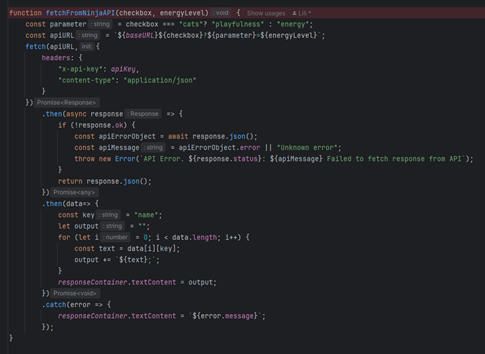 function fetchFromNinjaAPI(checkbox, energyLevel) :void { Show usages Lili *
const parameter :string = checkbox === "cats"? "playfulness" : "energy";
const apiURL :string = `${baseURL}${checkbox}?${parameter}=${energyLevel}`;
fetch(apiURL, init: {
headers: {
"x-api-key": apiKey,
"content-type": "application/json"
}
}) Promise<Response>
.then(async response :Response => {
if (!response.ok) {
const apiErrorObject = await response.json();
const apiMessage :string = apiErrorObject.error || "Unknown error";
throw new Error(`API Error. ${response.status}: ${apiMessage} Failed to fetch response from API`);
}
return response.json();
}) Promise<any>
.then(data=> {
const key :string = "name";
let output :string = "";
for (let i :number = 0; i < data.length; i++) {
const text = data[i][key];
output += `${text};`;
}
responseContainer.textContent = output;
}) Promise<void>
.catch(error => {
responseContainer.textContent = `${error.message}`;
});
}